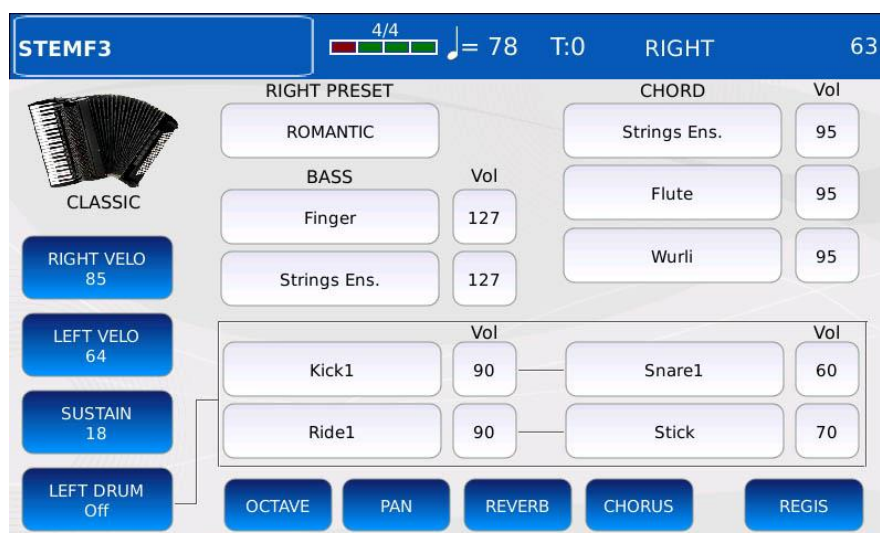 STEMF3 4/4 = 78 T:0 RIGHT 63
RIGHT PRESET CHORD Vol
ROMANTIC Strings Ens. 95
BASS Vol
Flute 95
CLASSIC
Finger 127
Wurli 95
RIGHT VELO
85
Strings Ens. 127
Vol Vol
LEFT VELO
64
Kick1 90 Snare1 60
SUSTAIN
18
Ride1 90 Stick 70
LEFT DRUM
Off
OCTAVE PAN REVERB CHORUS REGIS